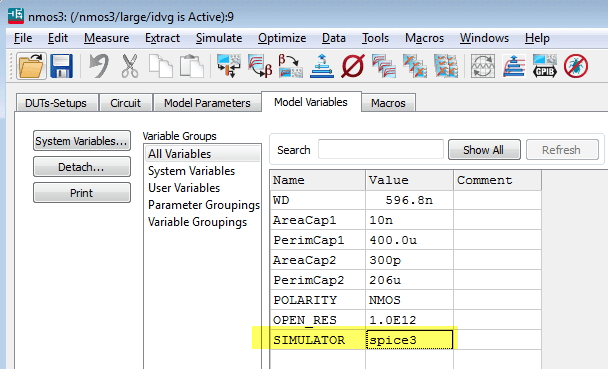 nmos3: (/nmos3/large/idvg is Active):9
File Edit Measure Extract Simulate Optimize Data Tools Macros Windows Help
DUTs-Setups Circuit Model Parameters Model Variables Macros
System Variables...
Detach...
Print
Variable Groups
All Variables
System Variables
User Variables
Parameter Groupings
Variable Groupings
Search Show All Refresh
Name Value Comment
WD 596.8n
AreaCap1 10n
PerimCap1 400.0u
AreaCap2 300p
PerimCap2 206u
POLARITY NMOS
OPEN_RES 1.0E12
SIMULATOR spice3